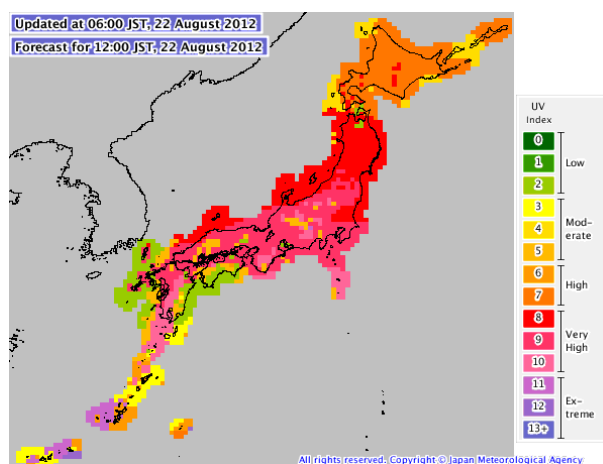 Updated at 06:00 JST, 22 August 2012
Forecast for 12:00 JST, 22 August 2012
UV
Index
0
1
Low
2
3
4
Mod-
erate
5
6
High
7
8
9
Very
High
10
11
12
Ex-
treme
13+
All rights reserved. Copyright © Japan Meteorological Agency